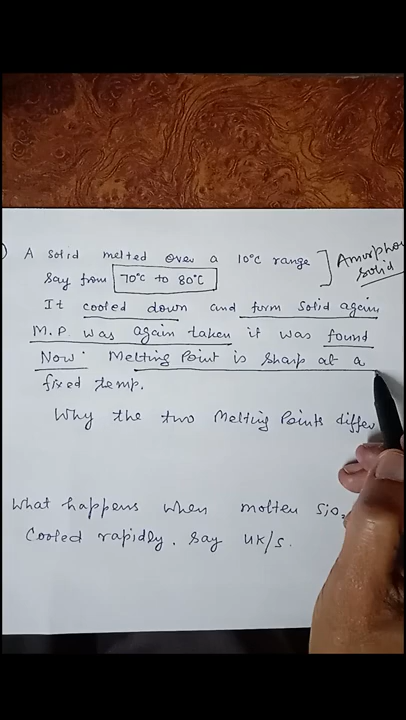 ) A solid melted over a 10°C range ] Amorphou
Say from 70°C to 80°C solid
It cooled down and form solid again
M.P. was again taken it was found
Now. Melting Point is sharp at a
fixed temp.
Why the two Melting Points differ
What happens when molten SiO2
Cooled rapidly. Say 4K/s.